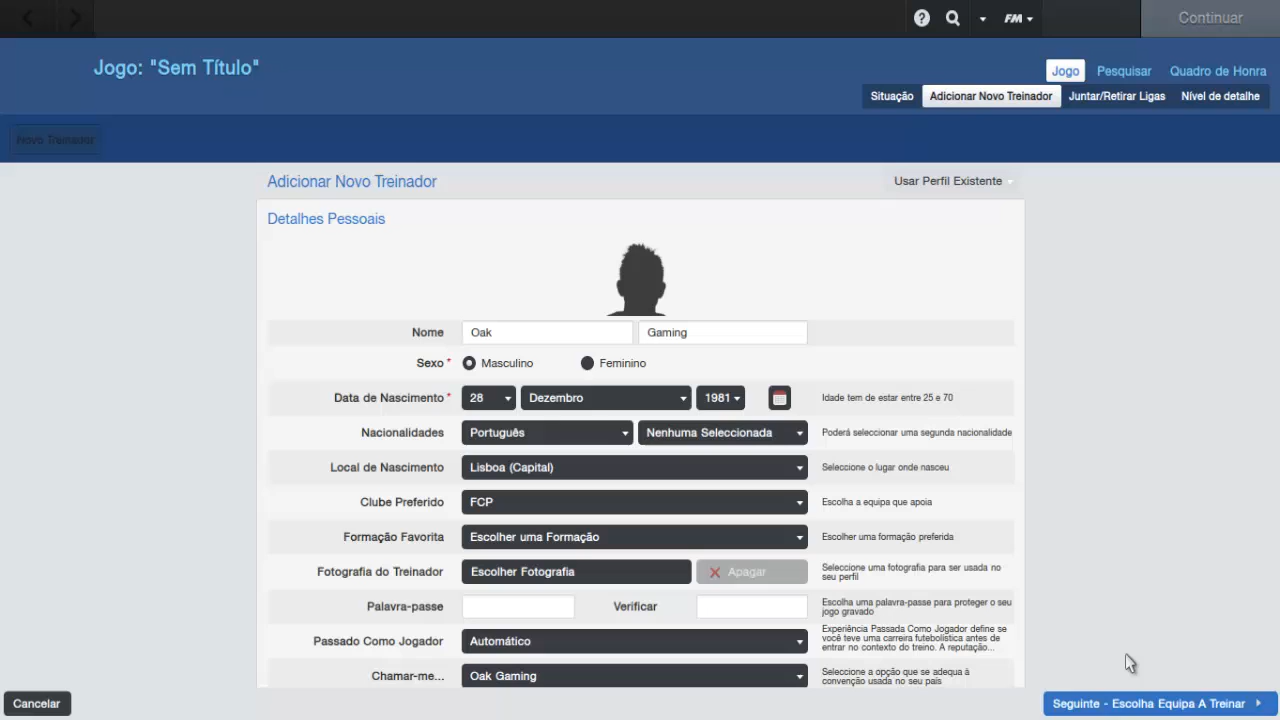 FM
Continuar
Jogo: "Sem Título"
Jogo Pesquisar Quadro de Honra
Situação Adicionar Novo Treinador Juntar/Retirar Ligas Nível de detalhe
Novo Treinador
Adicionar Novo Treinador
Usar Perfil Existente
Detalhes Pessoais
Nome Oak Gaming
Sexo * Masculino Feminino
Data de Nascimento * 28 Dezembro 1981 Idade tem de estar entre 25 e 70
Nacionalidades Português Nenhuma Seleccionada Poderá seleccionar uma segunda nacionalidade
Local de Nascimento Lisboa (Capital) Seleccione o lugar onde nasceu
Clube Preferido FCP Escolha a equipa que apoia
Formação Favorita Escolher uma Formação Escolher uma formação preferida
Fotografia do Treinador Escolher Fotografia Apagar Seleccione uma fotografia para ser usada no
seu perfil
Palavra-passe Verificar Escolha uma palavra-passe para proteger o seu
jogo gravado
Passado Como Jogador Automático Experiência Passada Como Jogador define se
você teve uma carreira futebolística antes de
entrar no contexto do treino. A reputação...
Chamar-me... Oak Gaming Seleccione a opção que se adequa à
convenção usada no seu país
Cancelar
Seguinte - Escolha Equipa A Treinar